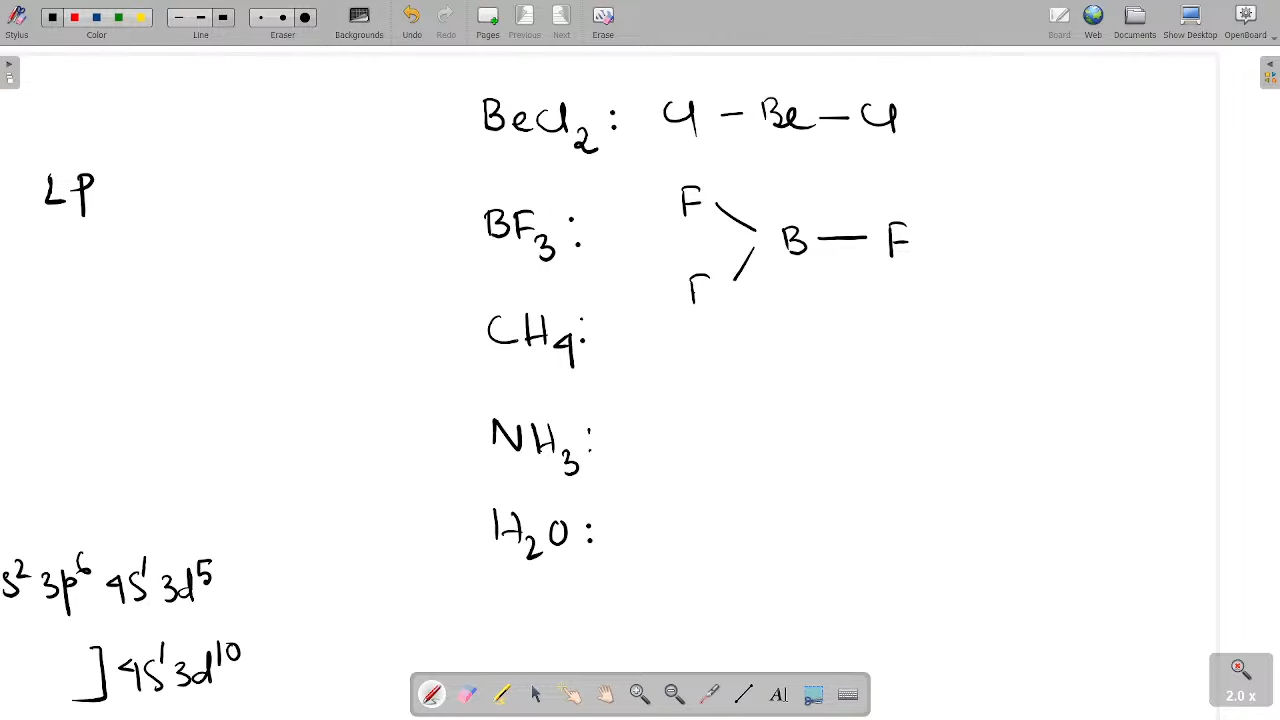 Stylus Color Line Eraser Backgrounds Undo Redo Pages Previous Next Erase Board Web Documents Show Desktop OpenBoard
BeCl₂ : Cl – Be – Cl
LP
F
BF₃ : B — F
F
CH₄ :
NH₃ :
H₂O :
s² 3p⁶ 4s¹ 3d⁵
] 4s¹ 3d¹⁰
AI
2.0 x